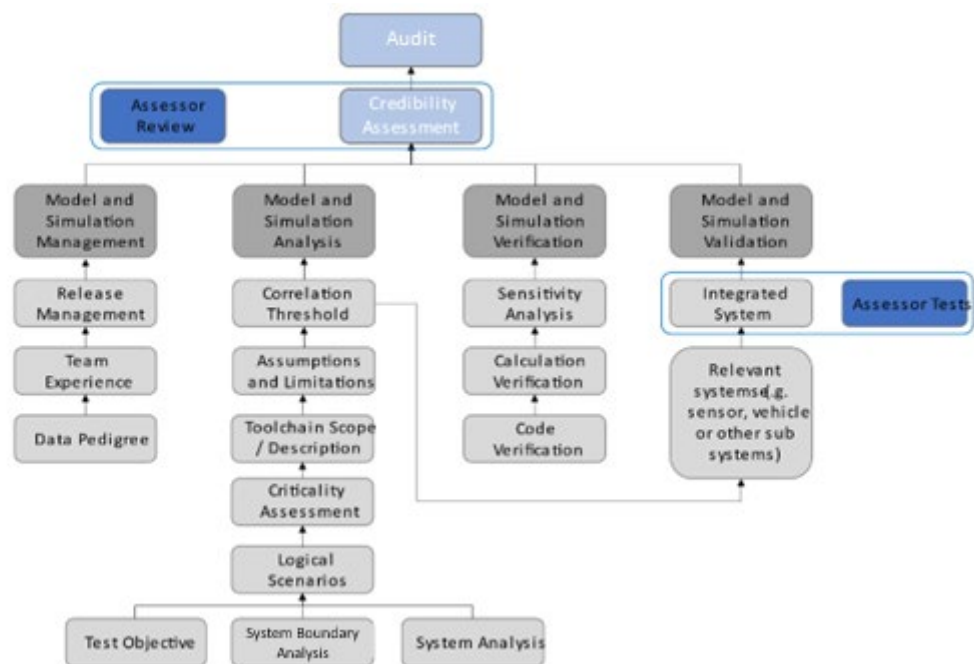 Audit
Assessor
Review
Credibility
Assessment
Model and
Simulation
Management
Model and
Simulation
Analysis
Model and
Simulation
Verification
Model and
Simulation
Validation
Release
Management
Correlation
Threshold
Sensitivity
Analysis
Integrated
System
Assessor Tests
Team
Experience
Assumptions
and Limitations
Calculation
Verification
Relevant
systemse(.g.
sensor, vehicle
or other sub
systems)
Data Pedigree
Toolchain Scope
/ Description
Code
Verification
Criticality
Assessment
Logical
Scenarios
Test Objective
System Boundary
Analysis
System Analysis